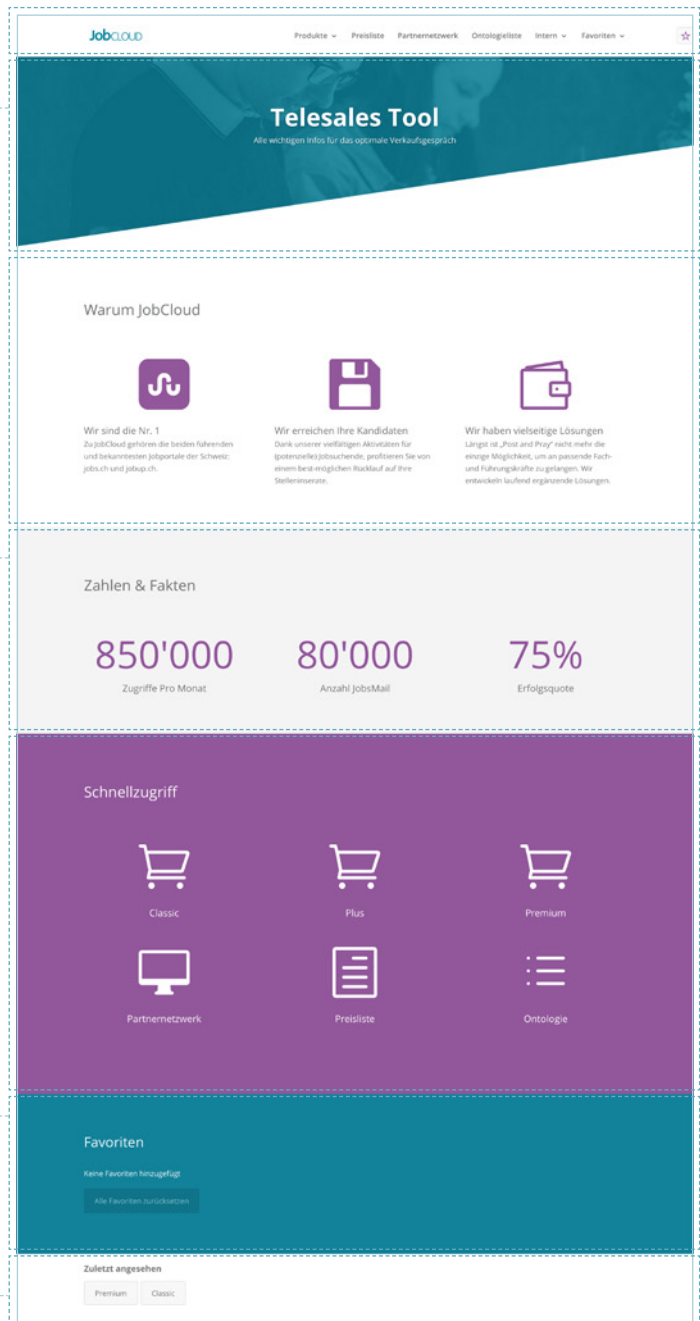 JobCLOUD
Produkte Preisliste Partnernetzwerk Ontologieliste Intern Favoriten
Telesales Tool
Alle wichtigen Infos für das optimale Verkaufsgespräch
Warum JobCloud
Wir sind die Nr. 1
Zu JobCloud gehören die beiden führenden
und bekanntesten Jobportale der Schweiz:
jobs.ch und jobup.ch.
Wir erreichen Ihre Kandidaten
Dank unserer vielfältigen Aktivitäten für
(potenzielle) Jobsuchende, profitieren Sie von
einem best-möglichen Rücklauf auf Ihre
Stelleninserate.
Wir haben vielseitige Lösungen
Längst ist „Post and Pray“ nicht mehr die
einzige Möglichkeit, um an passende Fach-
und Führungskräfte zu gelangen. Wir
entwickeln laufend ergänzende Lösungen.
Zahlen & Fakten
850'000 80'000 75%
Zugriffe Pro Monat Anzahl JobsMail Erfolgsquote
Schnellzugriff
Classic Plus Premium
Partnernetzwerk Preisliste Ontologie
Favoriten
Keine Favoriten hinzugefügt
Alle Favoriten zurücksetzen
Zuletzt angesehen
Premium Classic